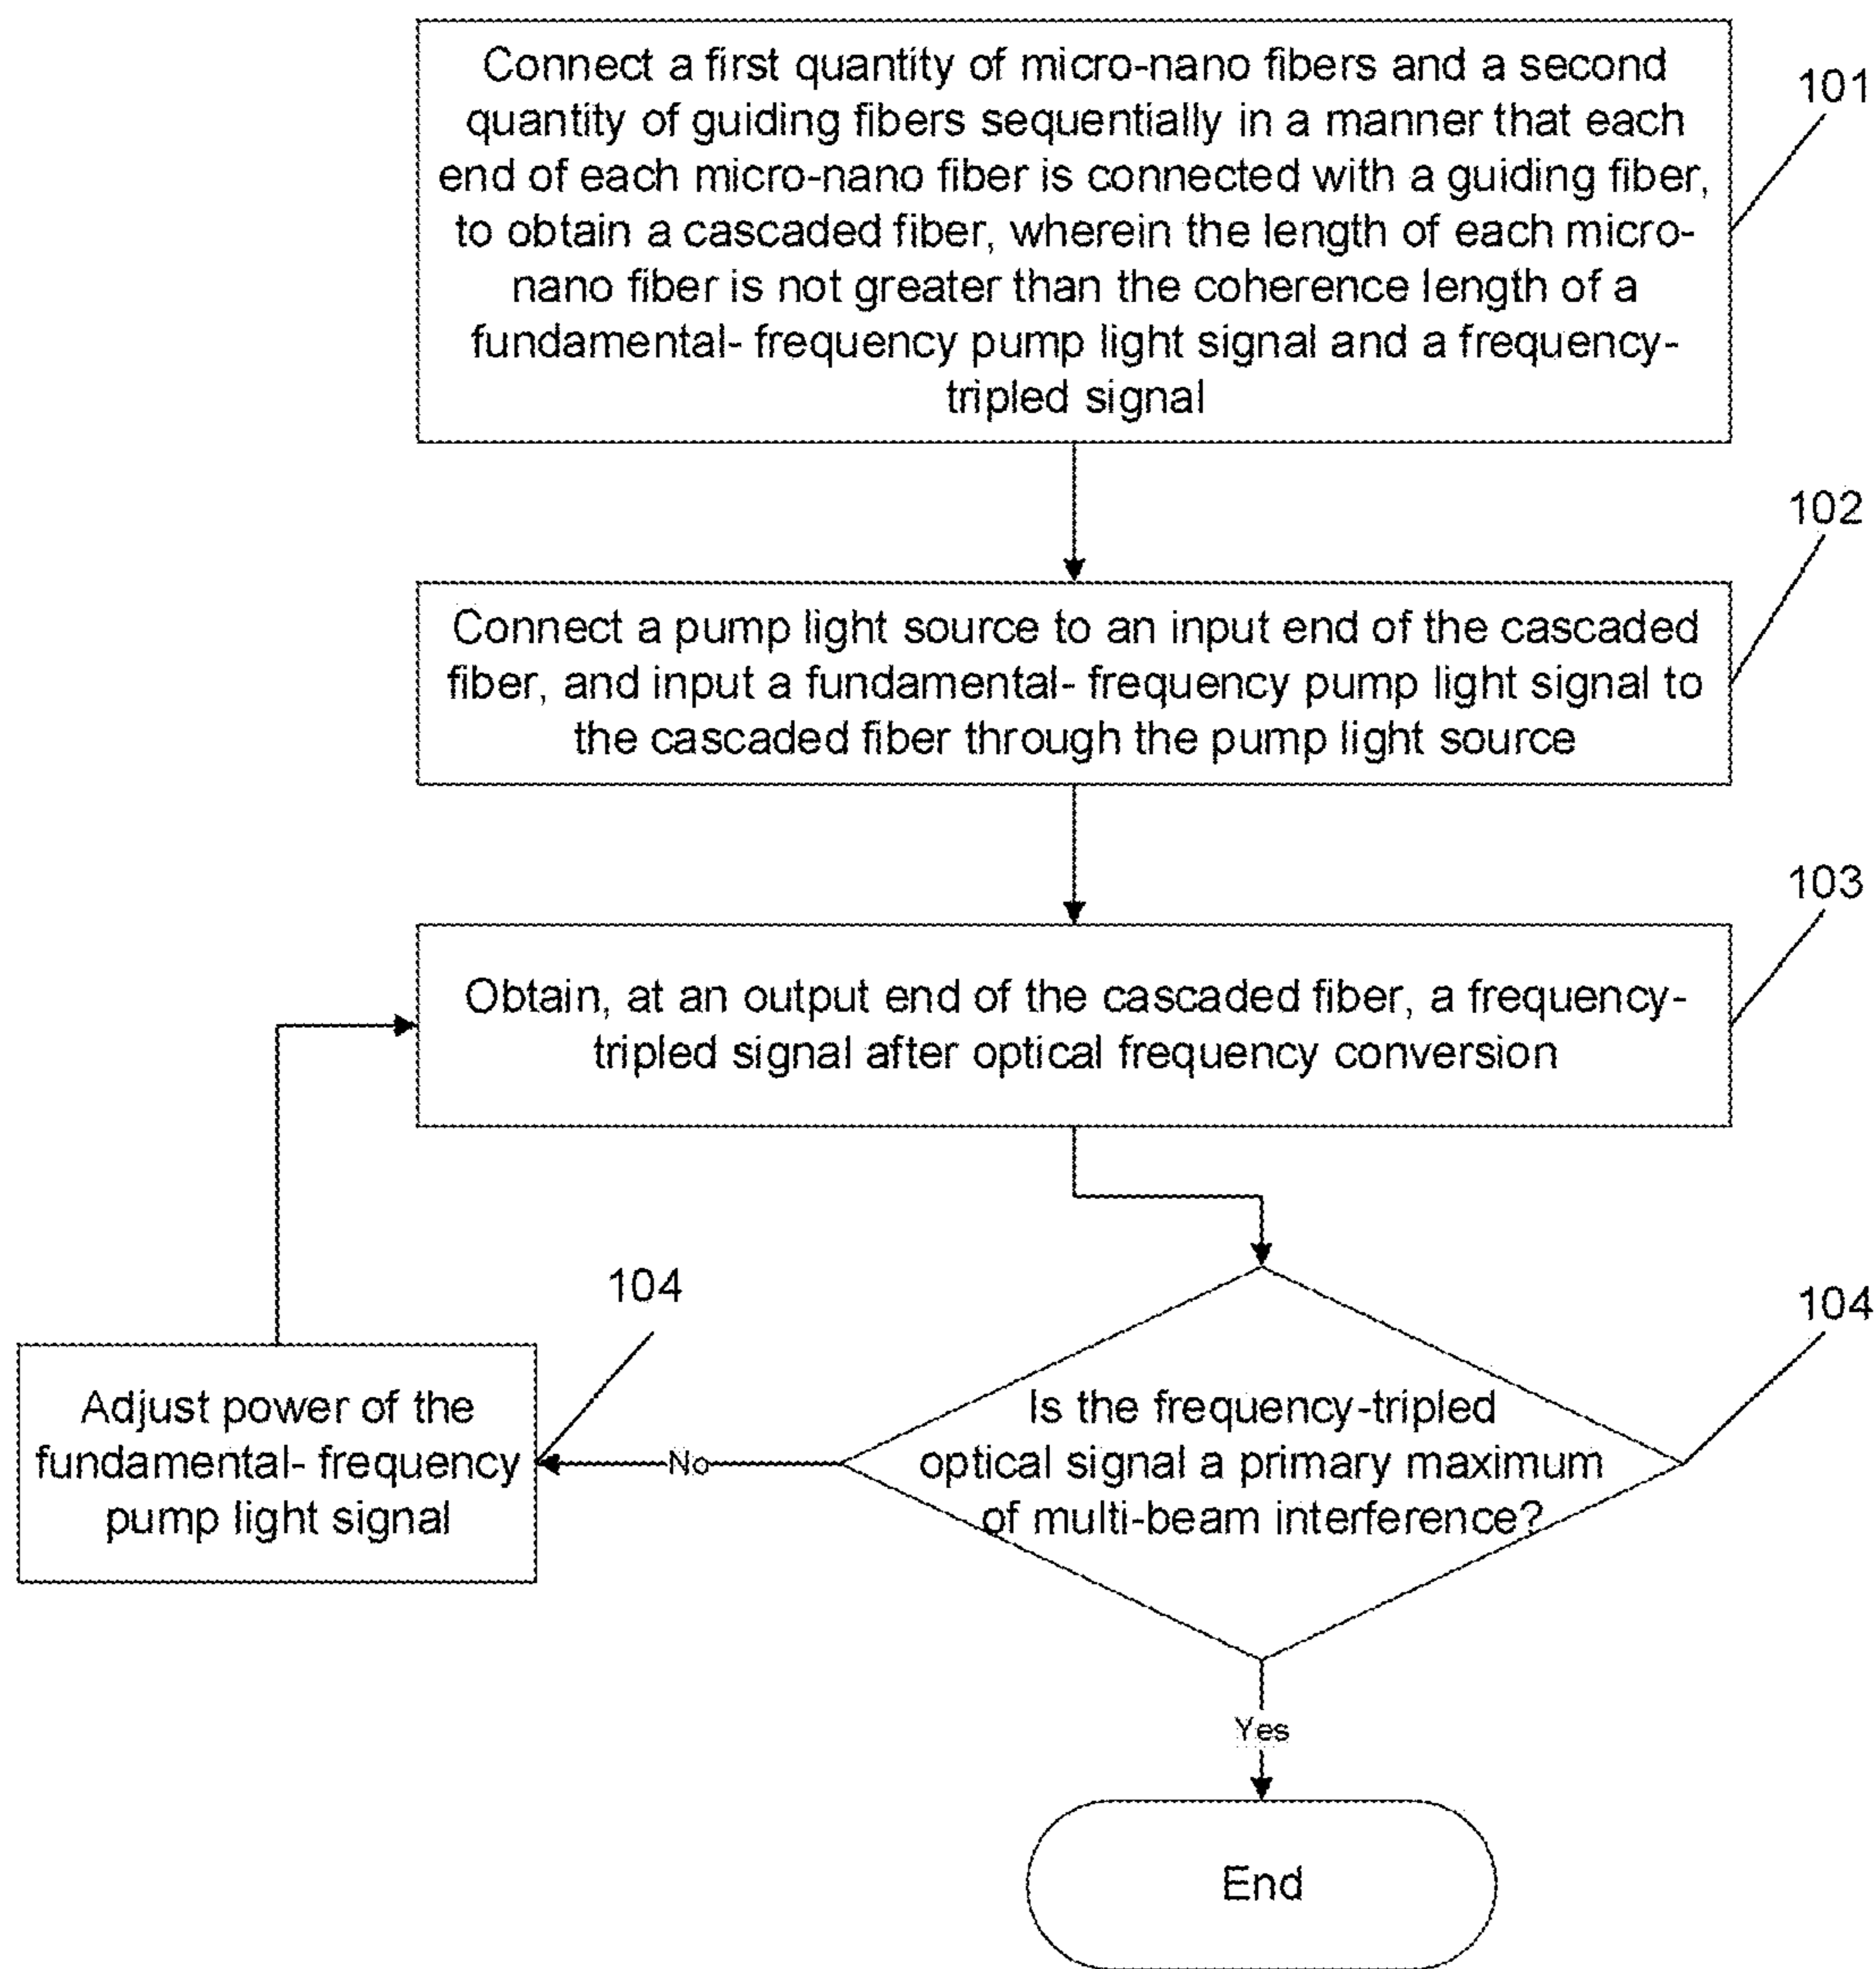 Connect a first quantity of micro-nano fibers and a second
quantity of guiding fibers sequentially in a manner that each
end of each micro-nano fiber is connected with a guiding fiber,
to obtain a cascaded fiber, wherein the length of each micro-
nano fiber is not greater than the coherence length of a
fundamental- frequency pump light signal and a frequency-
tripled signal
101
102
Connect a pump light source to an input end of the cascaded
fiber, and input a fundamental- frequency pump light signal to
the cascaded fiber through the pump light source
103
Obtain, at an output end of the cascaded fiber, a frequency-
tripled signal after optical frequency conversion
104
104
Adjust power of the
fundamental- frequency
pump light signal
No
Is the frequency-tripled
optical signal a primary maximum
of multi-beam interference?
Yes
End